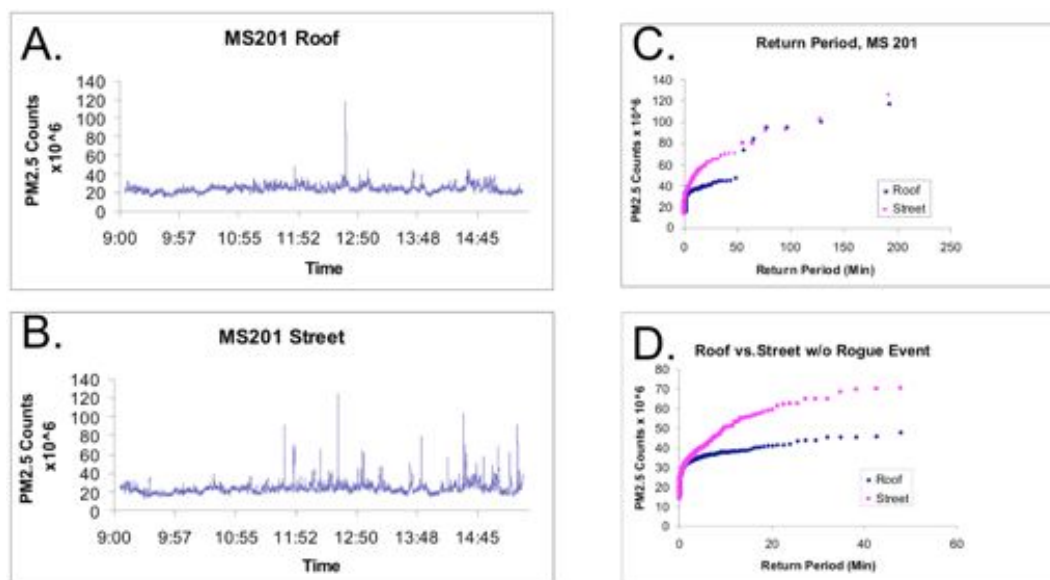 A.
MS201 Roof
PM2.5 Counts
x10^6
140
120
100
80
60
40
20
0
9:00 9:57 10:55 11:52 12:50 13:48 14:45
Time
B.
MS201 Street
PM2.5 Counts
x10^6
140
120
100
80
60
40
20
0
9:00 9:57 10:55 11:52 12:50 13:48 14:45
Time
C.
Return Period, MS 201
PM2.5 Counts x 10^6
140
120
100
80
60
40
20
0
0 50 100 150 200 250
Roof
Street
Return Period (Min)
D.
Roof vs.Street w/o Rogue Event
PM2.5 Counts x 10^6
80
70
60
50
40
30
20
10
0
0 20 40 60
Roof
Street
Return Period (Min)